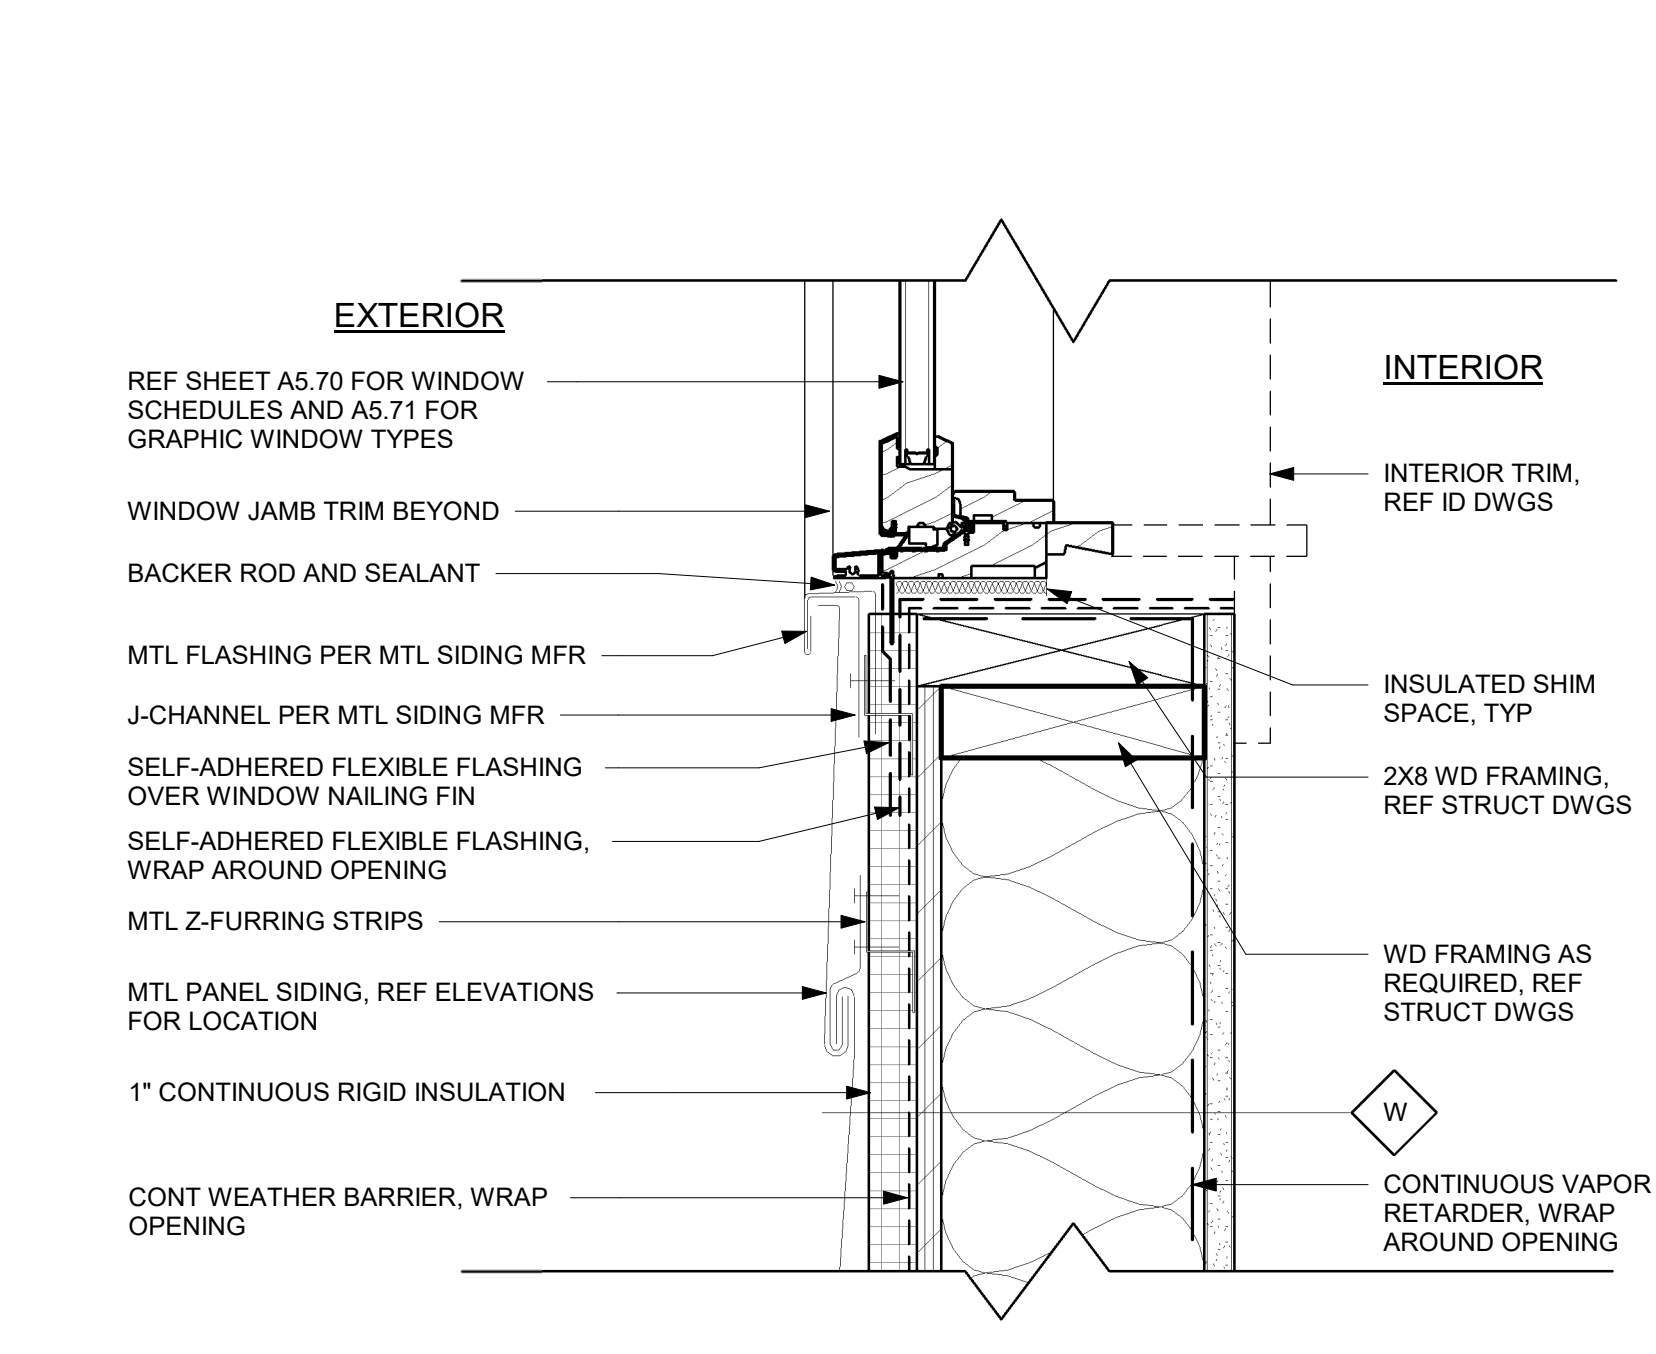 EXTERIOR
REF SHEET A5.70 FOR WINDOW
SCHEDULES AND A5.71 FOR
GRAPHIC WINDOW TYPES
WINDOW JAMB TRIM BEYOND
BACKER ROD AND SEALANT
MTL FLASHING PER MTL SIDING MFR
J-CHANNEL PER MTL SIDING MFR
SELF-ADHERED FLEXIBLE FLASHING
OVER WINDOW NAILING FIN
SELF-ADHERED FLEXIBLE FLASHING,
WRAP AROUND OPENING
MTL Z-FURRING STRIPS
MTL PANEL SIDING, REF ELEVATIONS
FOR LOCATION
1" CONTINUOUS RIGID INSULATION
CONT WEATHER BARRIER, WRAP
OPENING
INTERIOR
INTERIOR TRIM,
REF ID DWGS
INSULATED SHIM
SPACE, TYP
2X8 WD FRAMING,
REF STRUCT DWGS
WD FRAMING AS
REQUIRED, REF
STRUCT DWGS
W
CONTINUOUS VAPOR
RETARDER, WRAP
AROUND OPENING